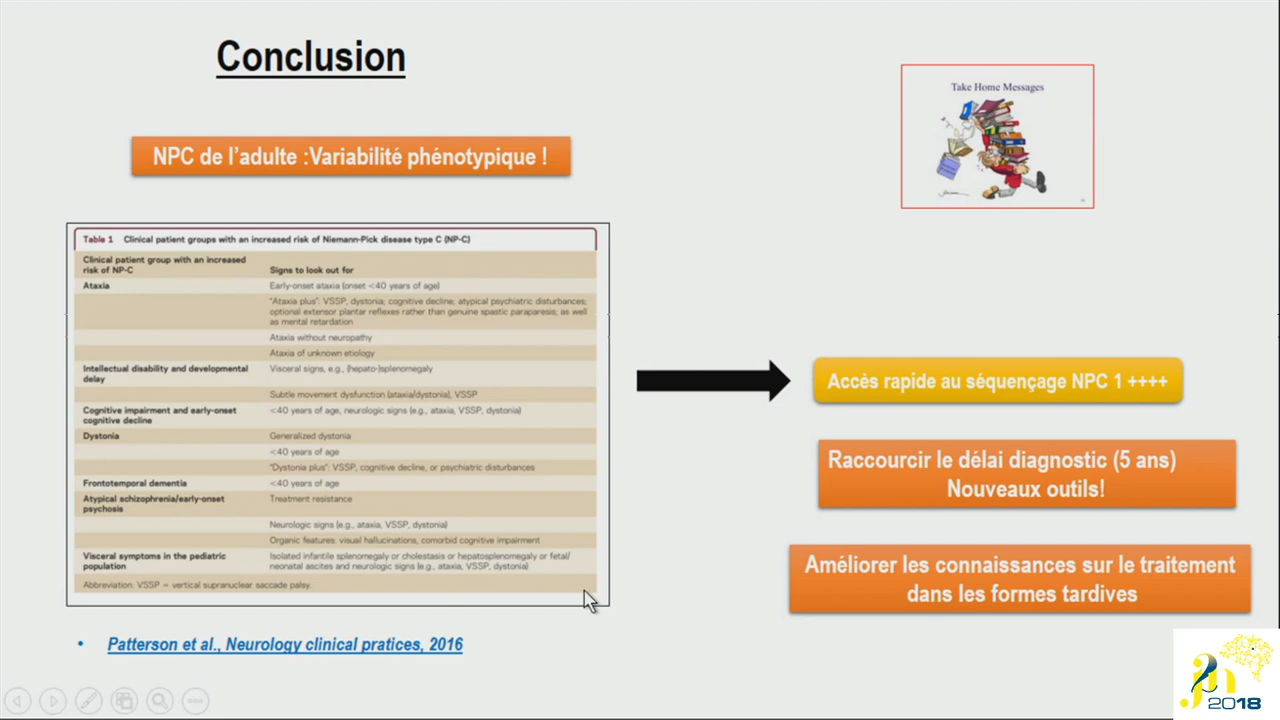 Conclusion
Take Home Messages
NPC de l'adulte :Variabilité phénotypique !
Table 1 Clinical patient groups with an increased risk of Niemann-Pick disease type C (NP-C)
Clinical patient group with an increased
risk of NP-C
Signs to look out for
Ataxia
Early-onset ataxia (onset <40 years of age)
"Ataxia plus": VSSP, dystonia; cognitive decline; atypical psychiatric disturbances;
optional extensor plantar reflexes rather than genuine spastic paraparesis; as well
as mental retardation
Ataxia without neuropathy
Ataxia of unknown etiology
Intellectual disability and developmental
delay
Visceral signs, e.g., (hepato-)splenomegaly
Subtle movement dysfunction (ataxia/dystonia), VSSP
Cognitive impairment and early-onset
cognitive decline
<40 years of age, neurologic signs (e.g., ataxia, VSSP, dystonia)
Dystonia
Generalized dystonia
<40 years of age
"Dystonia plus": VSSP, cognitive decline, or psychiatric disturbances
Frontotemporal dementia
<40 years of age
Atypical schizophrenia/early-onset
psychosis
Treatment resistance
Neurologic signs (e.g., ataxia, VSSP, dystonia)
Organic features: visual hallucinations, comorbid cognitive impairment
Visceral symptoms in the pediatric
population
Isolated infantile splenomegaly or cholestasis or hepatosplenomegaly or fetal/
neonatal ascites and neurologic signs (e.g., ataxia, VSSP, dystonia)
Abbreviation: VSSP = vertical supranuclear saccade palsy.
Accès rapide au séquençage NPC 1 ++++
Raccourcir le délai diagnostic (5 ans)
Nouveaux outils!
Améliorer les connaissances sur le traitement
dans les formes tardives
• Patterson et al., Neurology clinical pratices, 2016
2018